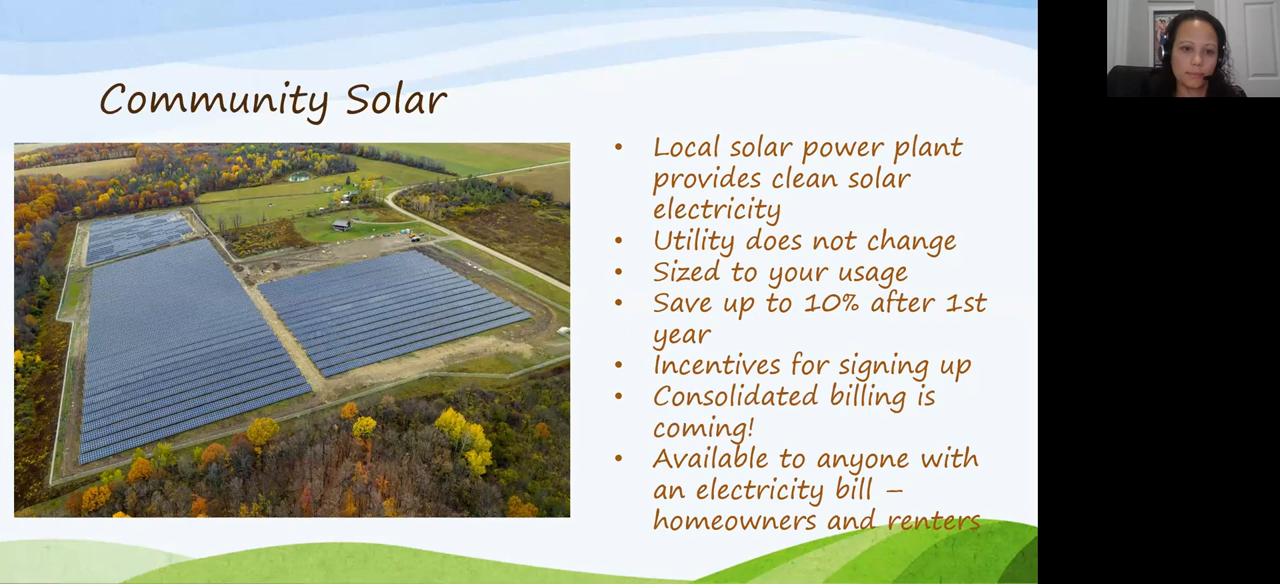 Community Solar
• Local solar power plant
provides clean solar
electricity
• Utility does not change
• Sized to your usage
• Save up to 10% after 1st
year
• Incentives for signing up
• Consolidated billing is
coming!
• Available to anyone with
an electricity bill –
homeowners and renters